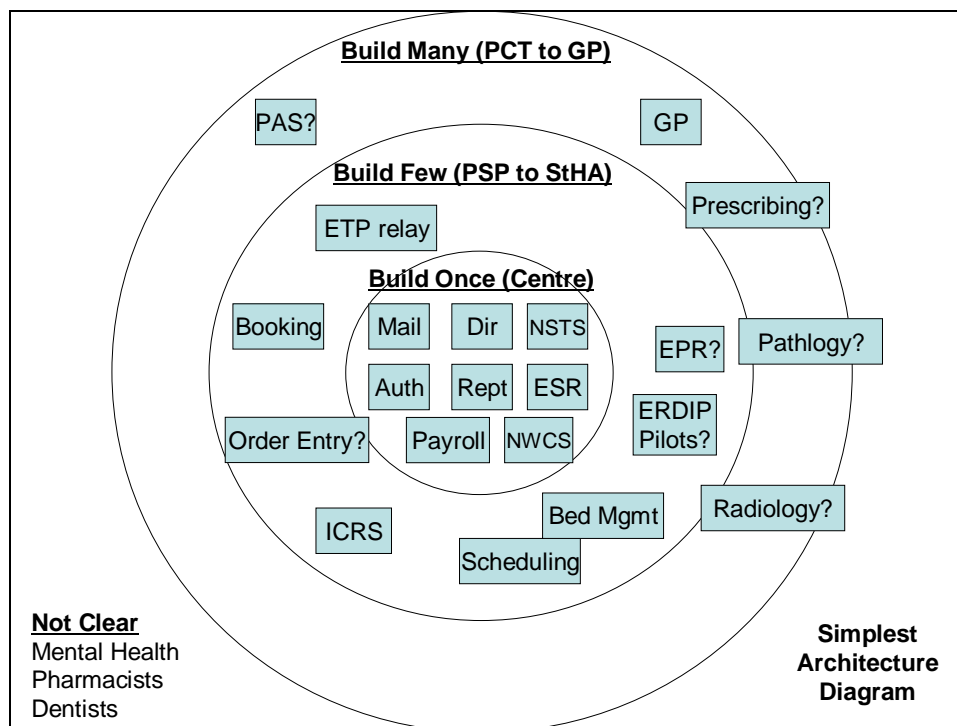 Build Many (PCT to GP)
PAS?
GP
Build Few (PSP to StHA)
Prescribing?
ETP relay
Build Once (Centre)
Booking
Mail
Dir
NSTS
EPR?
Pathlogy?
Auth
Rept
ESR
ERDIP
Pilots?
Order Entry?
Payroll
NWCS
Radiology?
Bed Mgmt
ICRS
Scheduling
Not Clear
Mental Health
Pharmacists
Dentists
Simplest
Architecture
Diagram